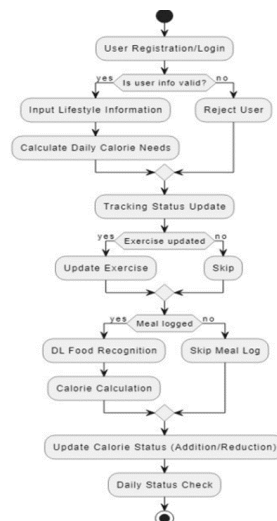 User Registration/Login
Is user info valid?
yes
no
Input Lifestyle Information
Reject User
Calculate Daily Calorie Needs
Tracking Status Update
yes
Exercise updated
no
Update Exercise
Skip
yes
Meal logged
no
DL Food Recognition
Skip Meal Log
Calorie Calculation
Update Calorie Status (Addition/Reduction)
Daily Status Check